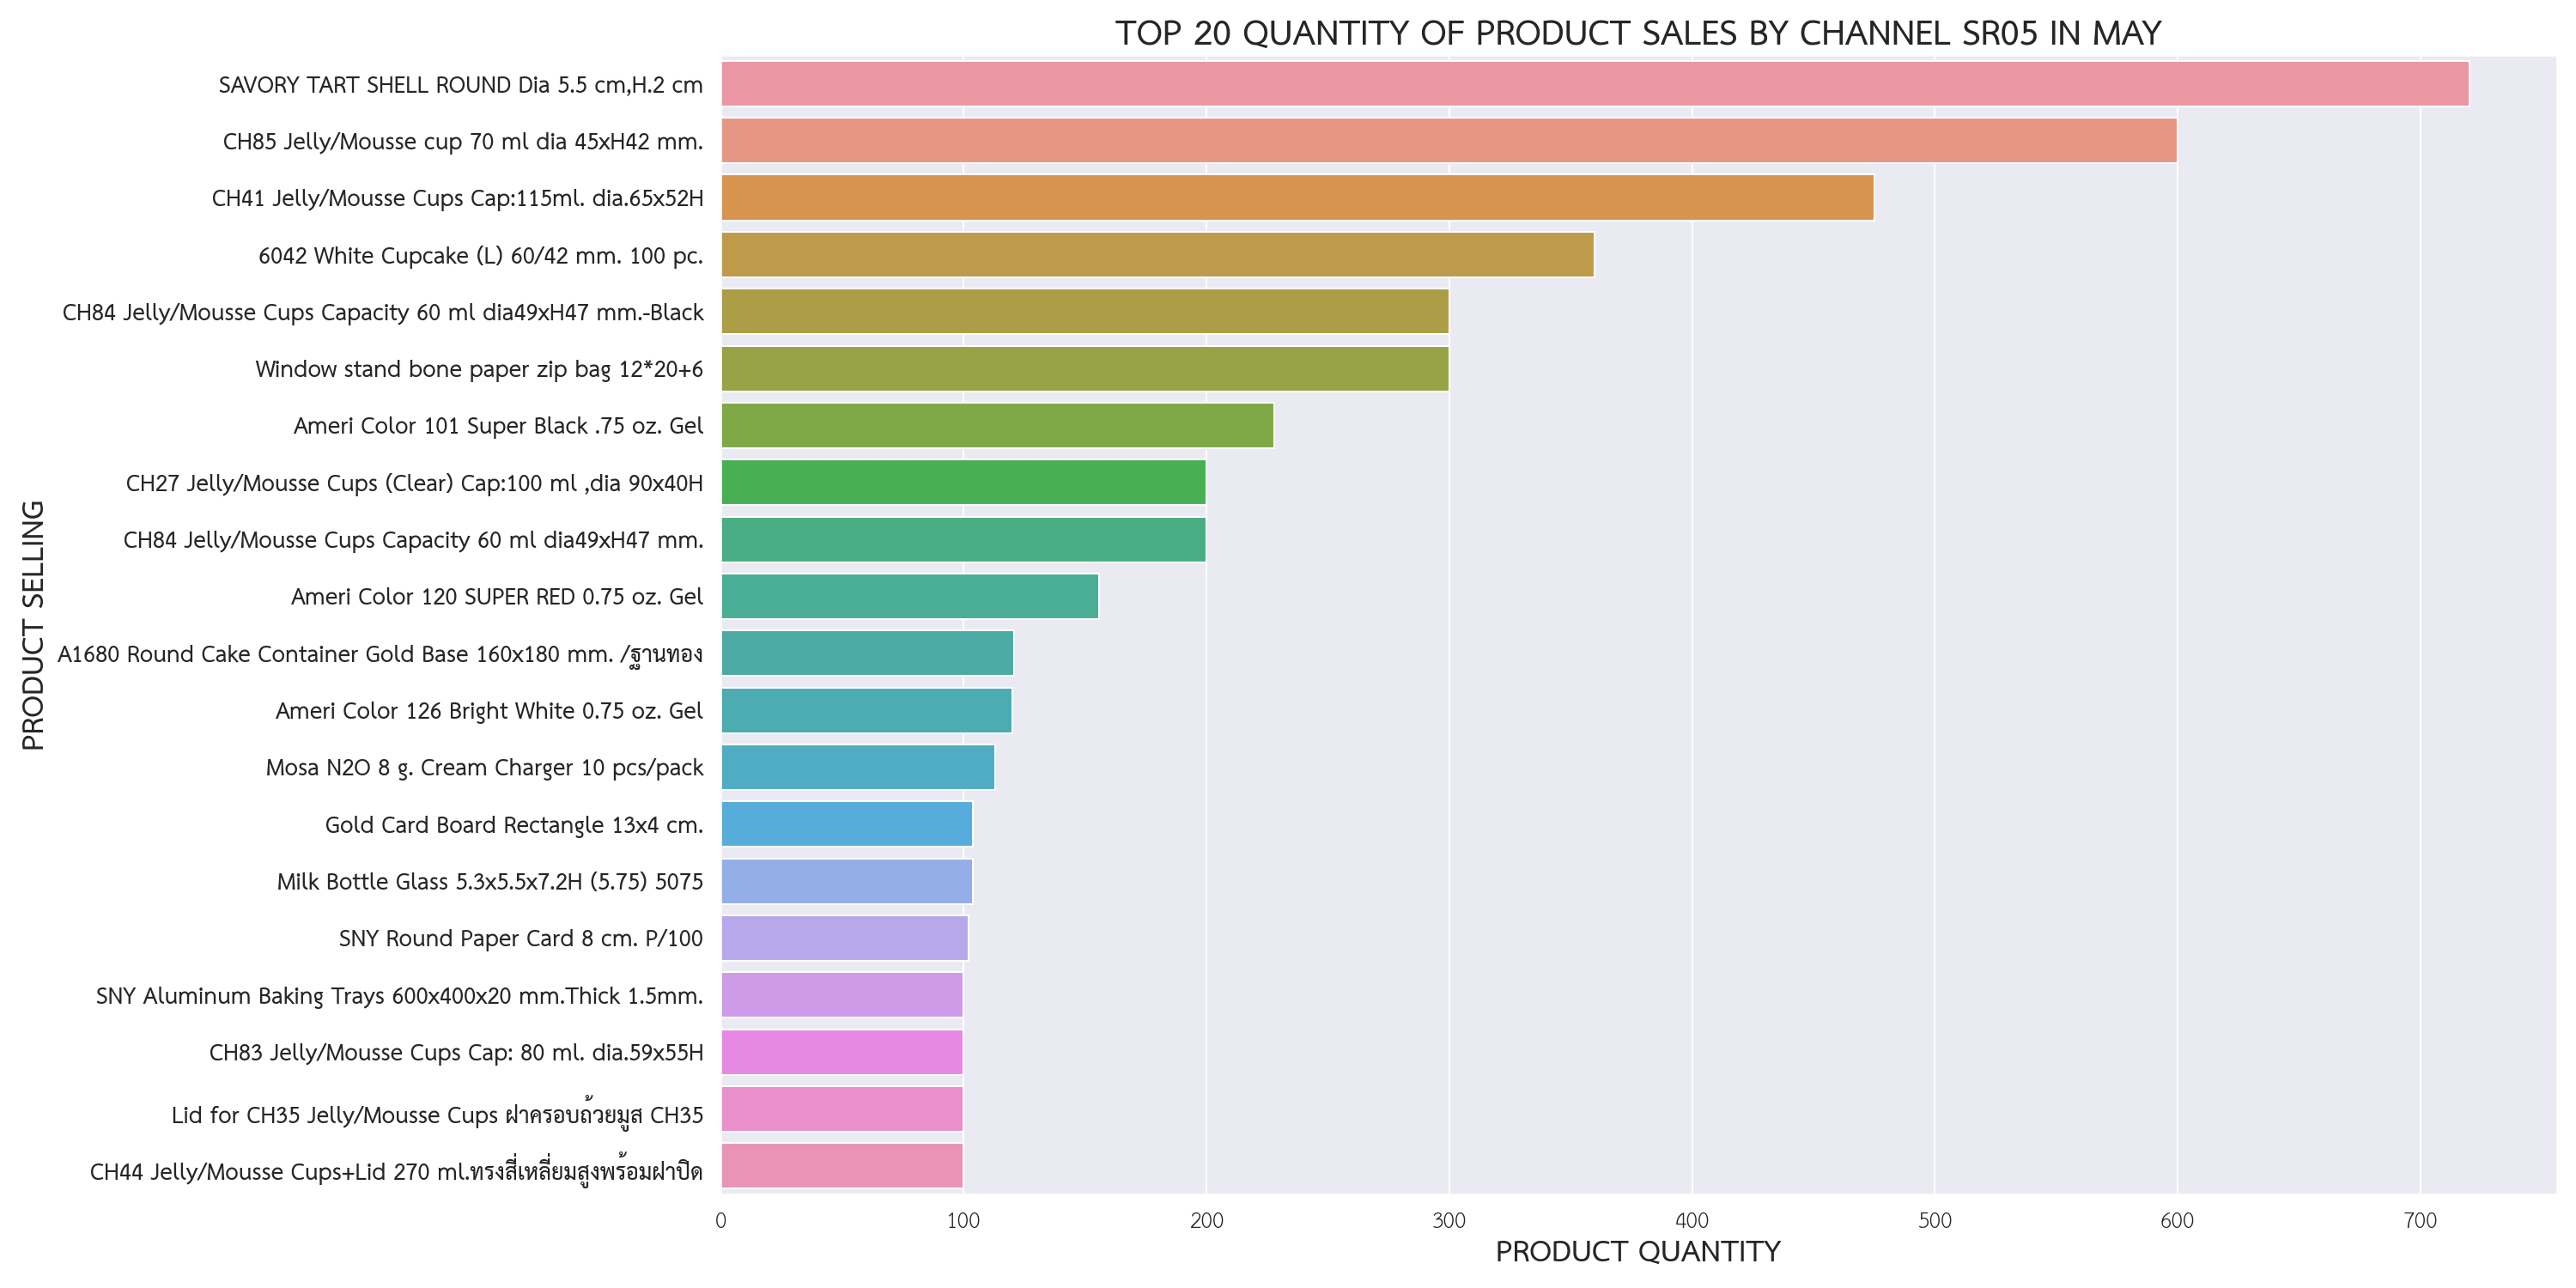 TOP 20 QUANTITY OF PRODUCT SALES BY CHANNEL SR05 IN MAY
PRODUCT SELLING
SAVORY TART SHELL ROUND Dia 5.5 cm,H.2 cm
CH85 Jelly/Mousse cup 70 ml dia 45xH42 mm.
CH41 Jelly/Mousse Cups Cap:115ml. dia.65x52H
6042 White Cupcake (L) 60/42 mm. 100 pc.
CH84 Jelly/Mousse Cups Capacity 60 ml dia49xH47 mm.-Black
Window stand bone paper zip bag 12*20+6
Ameri Color 101 Super Black .75 oz. Gel
CH27 Jelly/Mousse Cups (Clear) Cap:100 ml ,dia 90x40H
CH84 Jelly/Mousse Cups Capacity 60 ml dia49xH47 mm.
Ameri Color 120 SUPER RED 0.75 oz. Gel
A1680 Round Cake Container Gold Base 160x180 mm. /ฐานทอง
Ameri Color 126 Bright White 0.75 oz. Gel
Mosa N2O 8 g. Cream Charger 10 pcs/pack
Gold Card Board Rectangle 13x4 cm.
Milk Bottle Glass 5.3x5.5x7.2H (5.75) 5075
SNY Round Paper Card 8 cm. P/100
SNY Aluminum Baking Trays 600x400x20 mm.Thick 1.5mm.
CH83 Jelly/Mousse Cups Cap: 80 ml. dia.59x55H
Lid for CH35 Jelly/Mousse Cups ฝาครอบถ้วยมูส CH35
CH44 Jelly/Mousse Cups+Lid 270 ml.ทรงสี่เหลี่ยมสูงพร้อมฝาปิด
0 100 200 300 400 500 600 700
PRODUCT QUANTITY